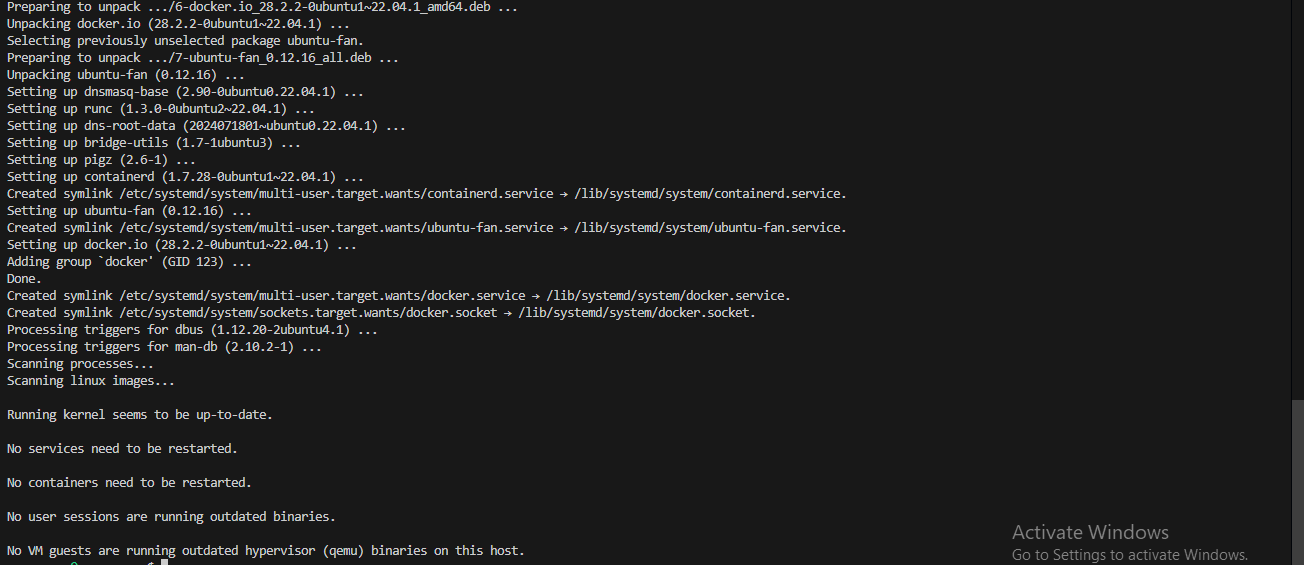 Preparing to unpack .../6-docker.io_28.2.2-0ubuntu1~22.04.1_amd64.deb ...
Unpacking docker.io (28.2.2-0ubuntu1~22.04.1) ...
Selecting previously unselected package ubuntu-fan.
Preparing to unpack .../7-ubuntu-fan_0.12.16_all.deb ...
Unpacking ubuntu-fan (0.12.16) ...
Setting up dnsmasq-base (2.90-0ubuntu0.22.04.1) ...
Setting up runc (1.3.0-0ubuntu2~22.04.1) ...
Setting up dns-root-data (2024071801~ubuntu0.22.04.1) ...
Setting up bridge-utils (1.7-1ubuntu3) ...
Setting up pigz (2.6-1) ...
Setting up containerd (1.7.28-0ubuntu1~22.04.1) ...
Created symlink /etc/systemd/system/multi-user.target.wants/containerd.service → /lib/systemd/system/containerd.service.
Setting up ubuntu-fan (0.12.16) ...
Created symlink /etc/systemd/system/multi-user.target.wants/ubuntu-fan.service → /lib/systemd/system/ubuntu-fan.service.
Setting up docker.io (28.2.2-0ubuntu1~22.04.1) ...
Adding group `docker' (GID 123) ...
Done.
Created symlink /etc/systemd/system/multi-user.target.wants/docker.service → /lib/systemd/system/docker.service.
Created symlink /etc/systemd/system/sockets.target.wants/docker.socket → /lib/systemd/system/docker.socket.
Processing triggers for dbus (1.12.20-2ubuntu4.1) ...
Processing triggers for man-db (2.10.2-1) ...
Scanning processes...
Scanning linux images...
Running kernel seems to be up-to-date.
No services need to be restarted.
No containers need to be restarted.
No user sessions are running outdated binaries.
No VM guests are running outdated hypervisor (qemu) binaries on this host.
Activate Windows
Go to Settings to activate Windows.